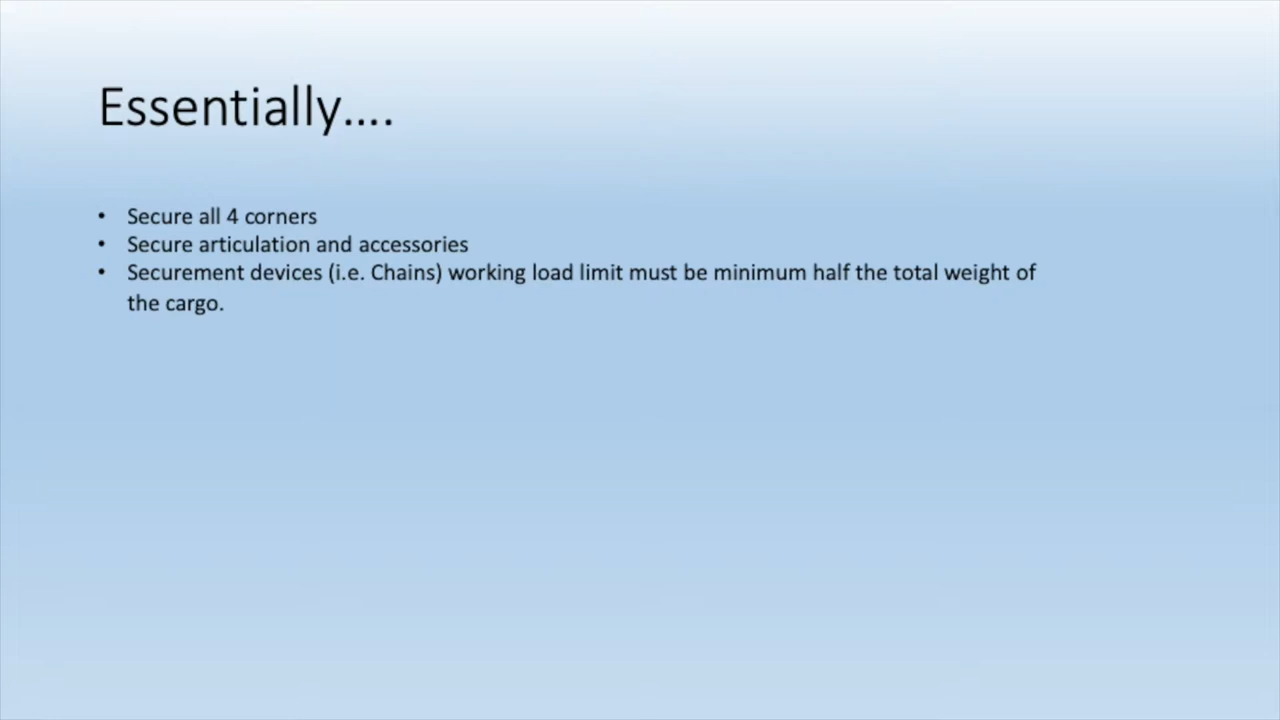 Essentially….
• Secure all 4 corners
• Secure articulation and accessories
• Securement devices (i.e. Chains) working load limit must be minimum half the total weight of
the cargo.